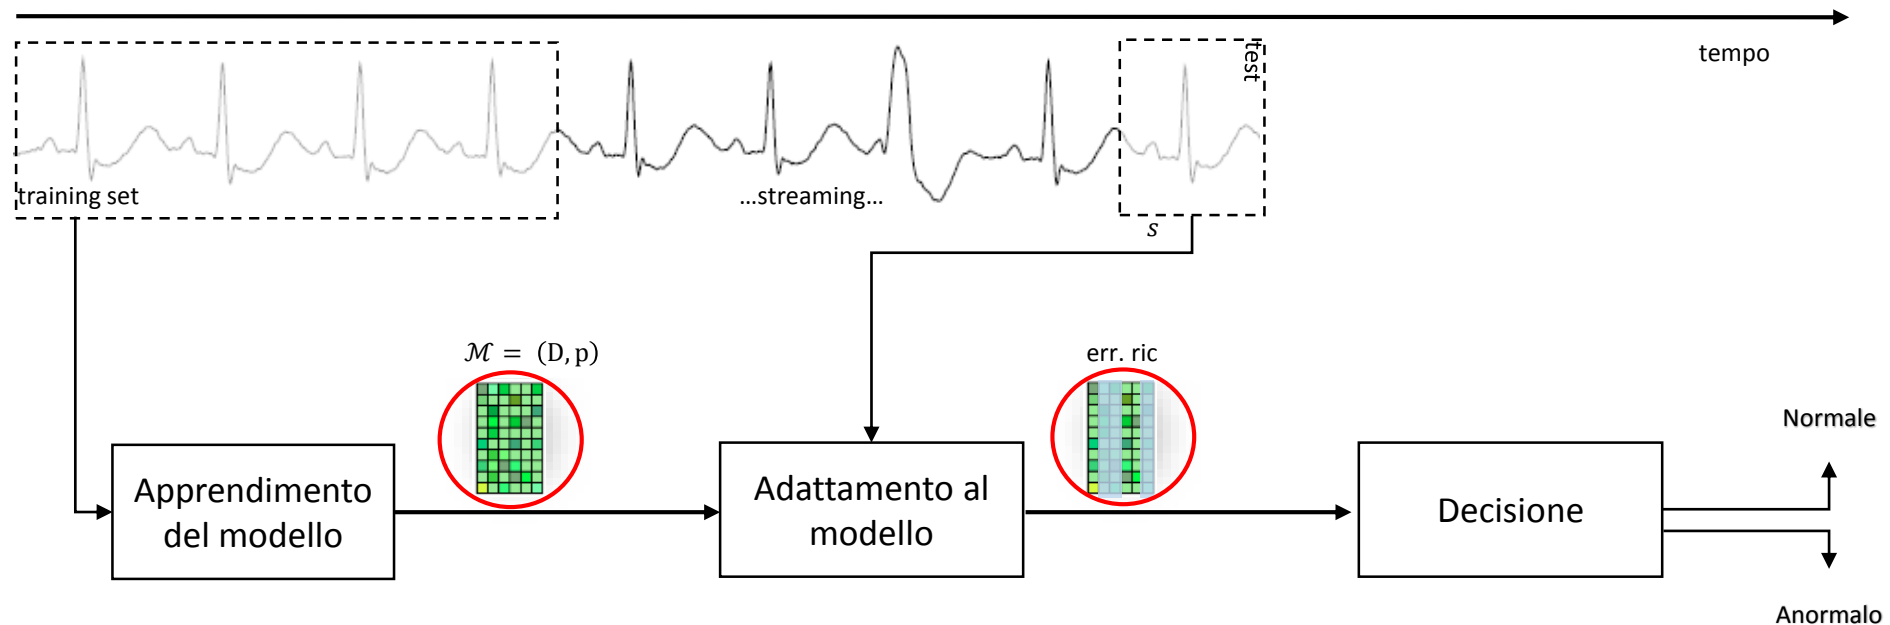 tempo
test
training set
...streaming...
s
ℳ = (D, p)
err. ric
Normale
Apprendimento
del modello
Adattamento al
modello
Decisione
Anormalo